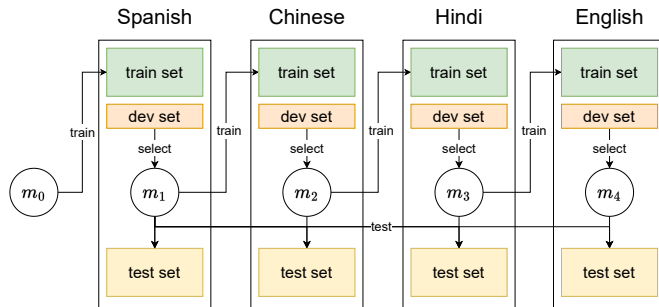 Spanish Chinese Hindi English
train set train set train set train set
train train train train
dev set dev set dev set dev set
select select select select
m0 m1 m2 m3 m4
test
test set test set test set test set